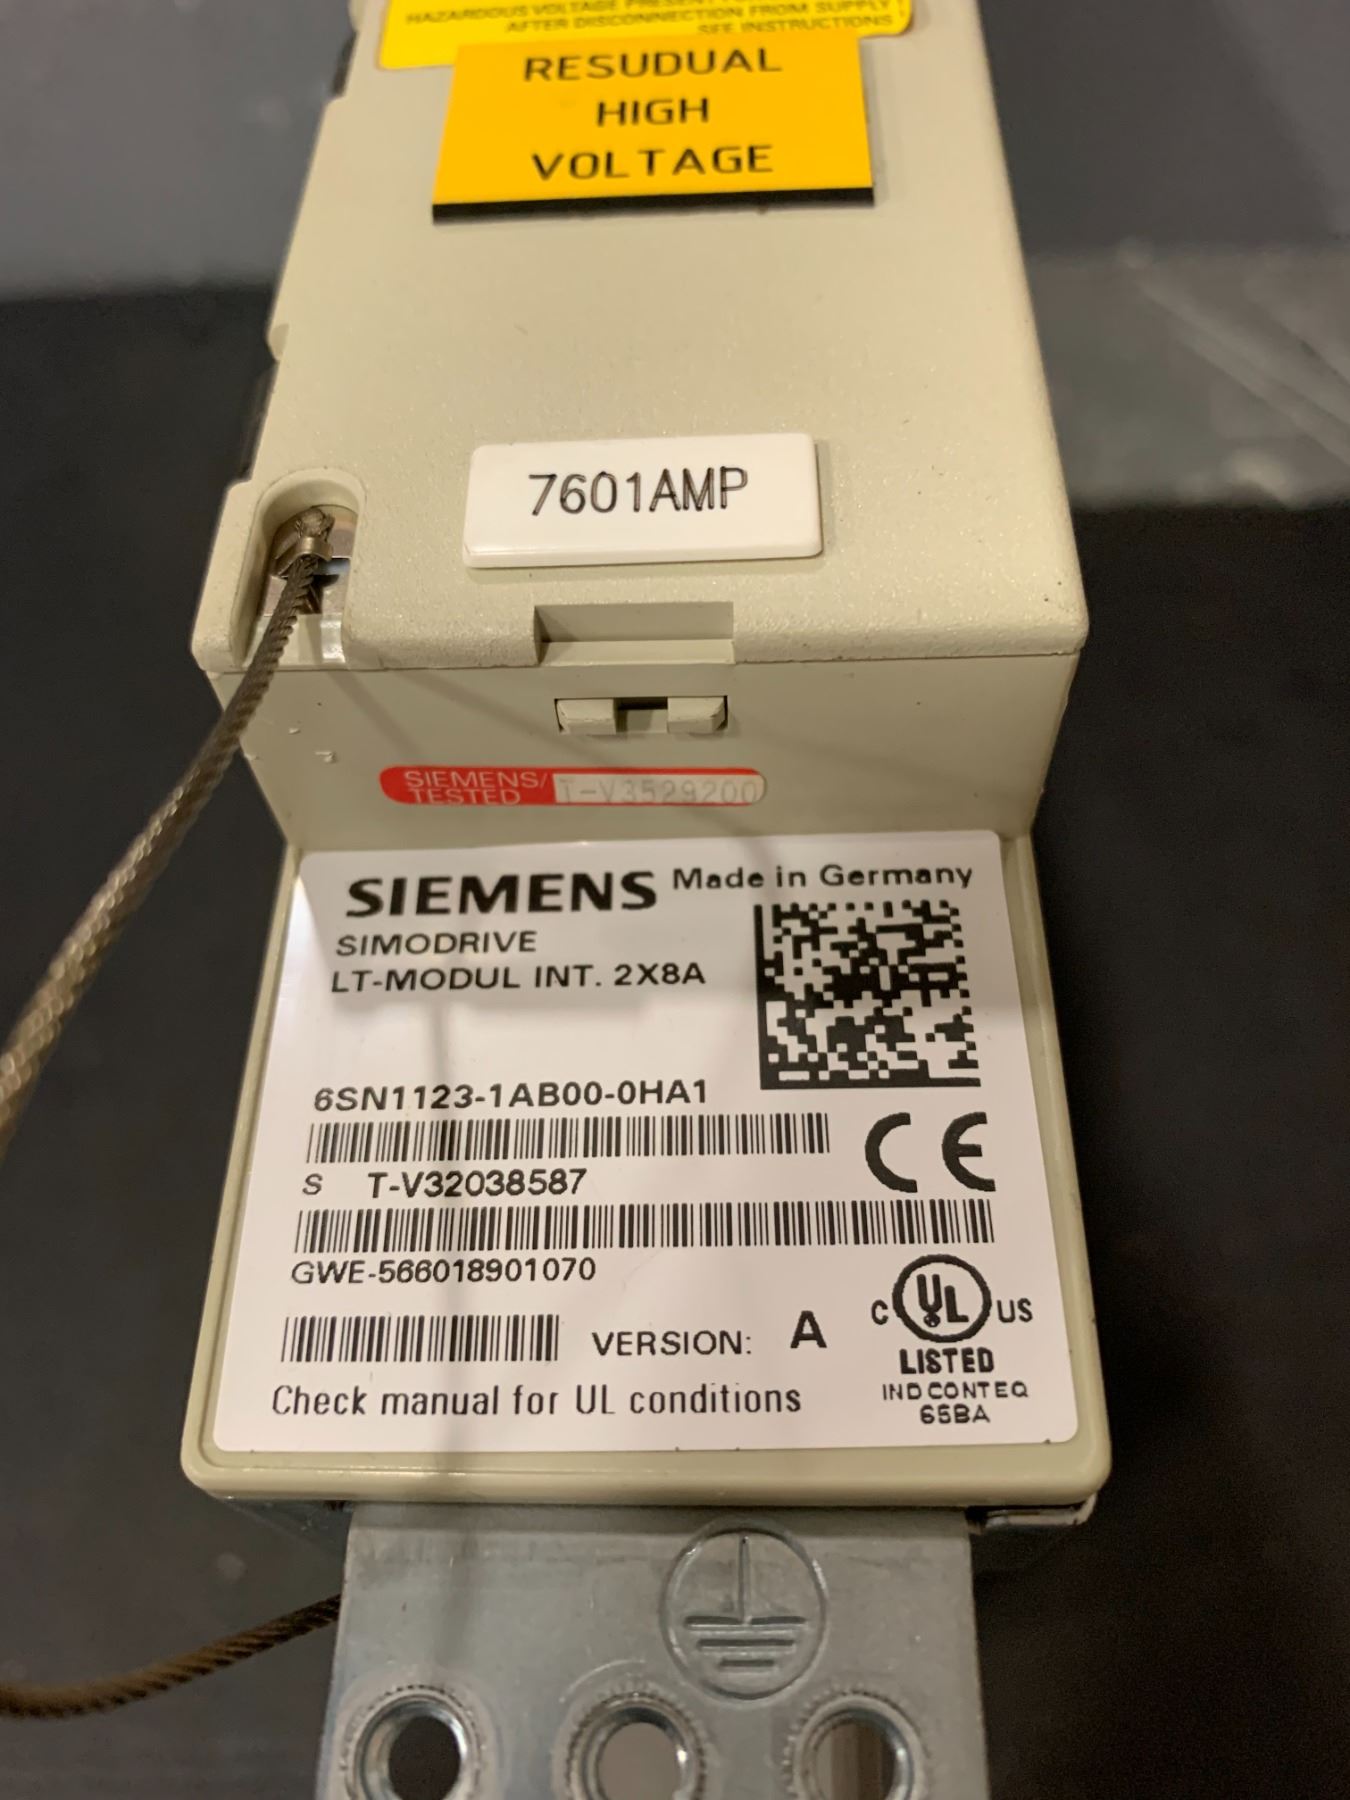 HAZARDOUS VOLTAGE PRESENT
AFTER DISCONNECTION FROM SUPPLY !
SEE INSTRUCTIONS
RESUDUAL
HIGH
VOLTAGE
7601AMP
SIEMENS/
TESTED
T-V3529200
SIEMENS Made in Germany
SIMODRIVE
LT-MODUL INT. 2X8A
6SN1123-1AB00-0HA1
CE
S T-V32038587
GWE-566018901070
VERSION: A
C UL US
LISTED
IND CONT EQ
65BA
Check manual for UL conditions